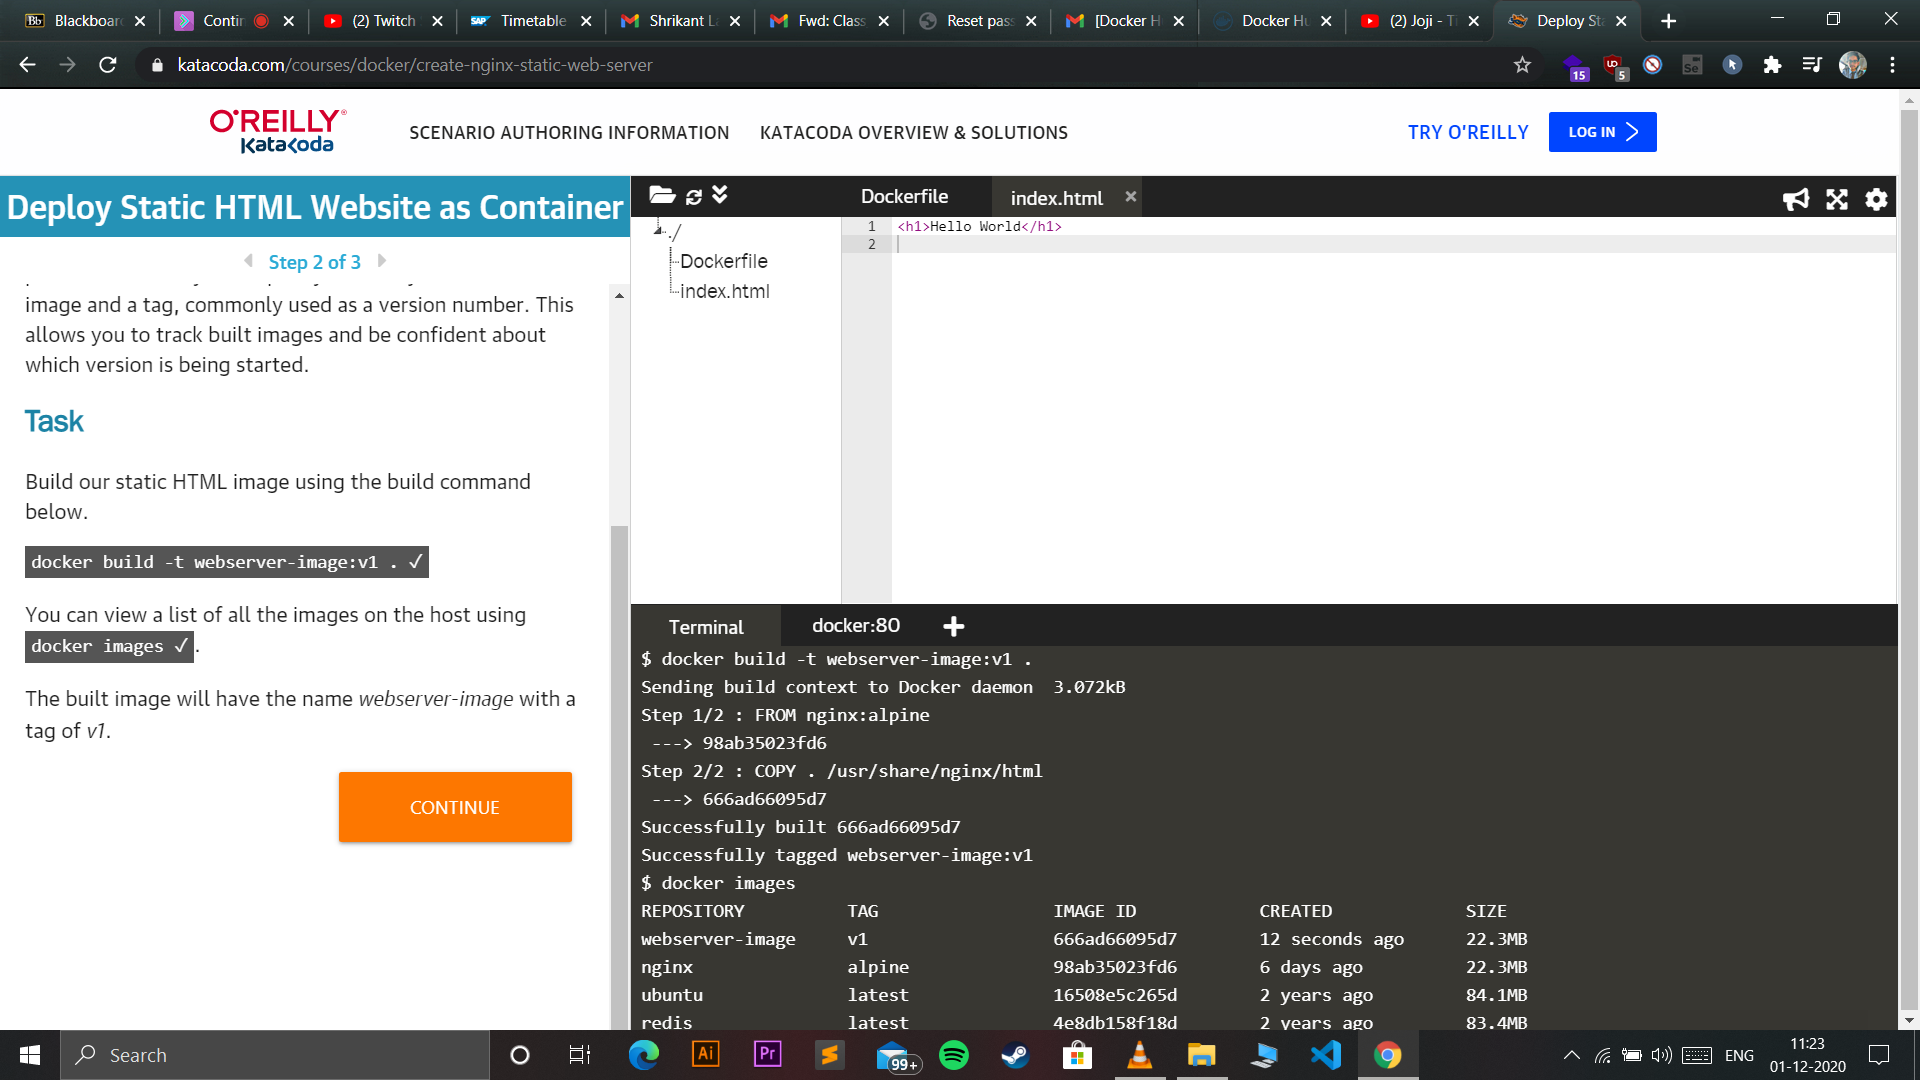 Blackboar
Contin
(2) Twitch
Timetable
Shrikant L
Fwd: Class
Reset pas
[Docker H
Docker Hu
(2) Joji - Ti
Deploy Sta
katacoda.com/courses/docker/create-nginx-static-web-server
15
5
O'REILLY®
Katacoda
SCENARIO AUTHORING INFORMATION
KATACODA OVERVIEW & SOLUTIONS
TRY O'REILLY
LOG IN
Deploy Static HTML Website as Container
Step 2 of 3
image and a tag, commonly used as a version number. This
allows you to track built images and be confident about
which version is being started.
Task
Build our static HTML image using the build command
below.
docker build -t webserver-image:v1 . ✓
You can view a list of all the images on the host using
docker images ✓.
The built image will have the name webserver-image with a
tag of v1.
CONTINUE
./
Dockerfile
index.html
Dockerfile
index.html
1 <h1>Hello World</h1>
2
Terminal
docker:80
$ docker build -t webserver-image:v1 .
Sending build context to Docker daemon  3.072kB
Step 1/2 : FROM nginx:alpine
---> 98ab35023fd6
Step 2/2 : COPY . /usr/share/nginx/html
---> 666ad66095d7
Successfully built 666ad66095d7
Successfully tagged webserver-image:v1
$ docker images
REPOSITORY TAG IMAGE ID CREATED SIZE
webserver-image v1 666ad66095d7 12 seconds ago 22.3MB
nginx alpine 98ab35023fd6 6 days ago 22.3MB
ubuntu latest 16508e5c265d 2 years ago 84.1MB
redis latest 4e8db158f18d 2 years ago 83.4MB
Search
Ai
Pr
99+
ENG
11:23
01-12-2020